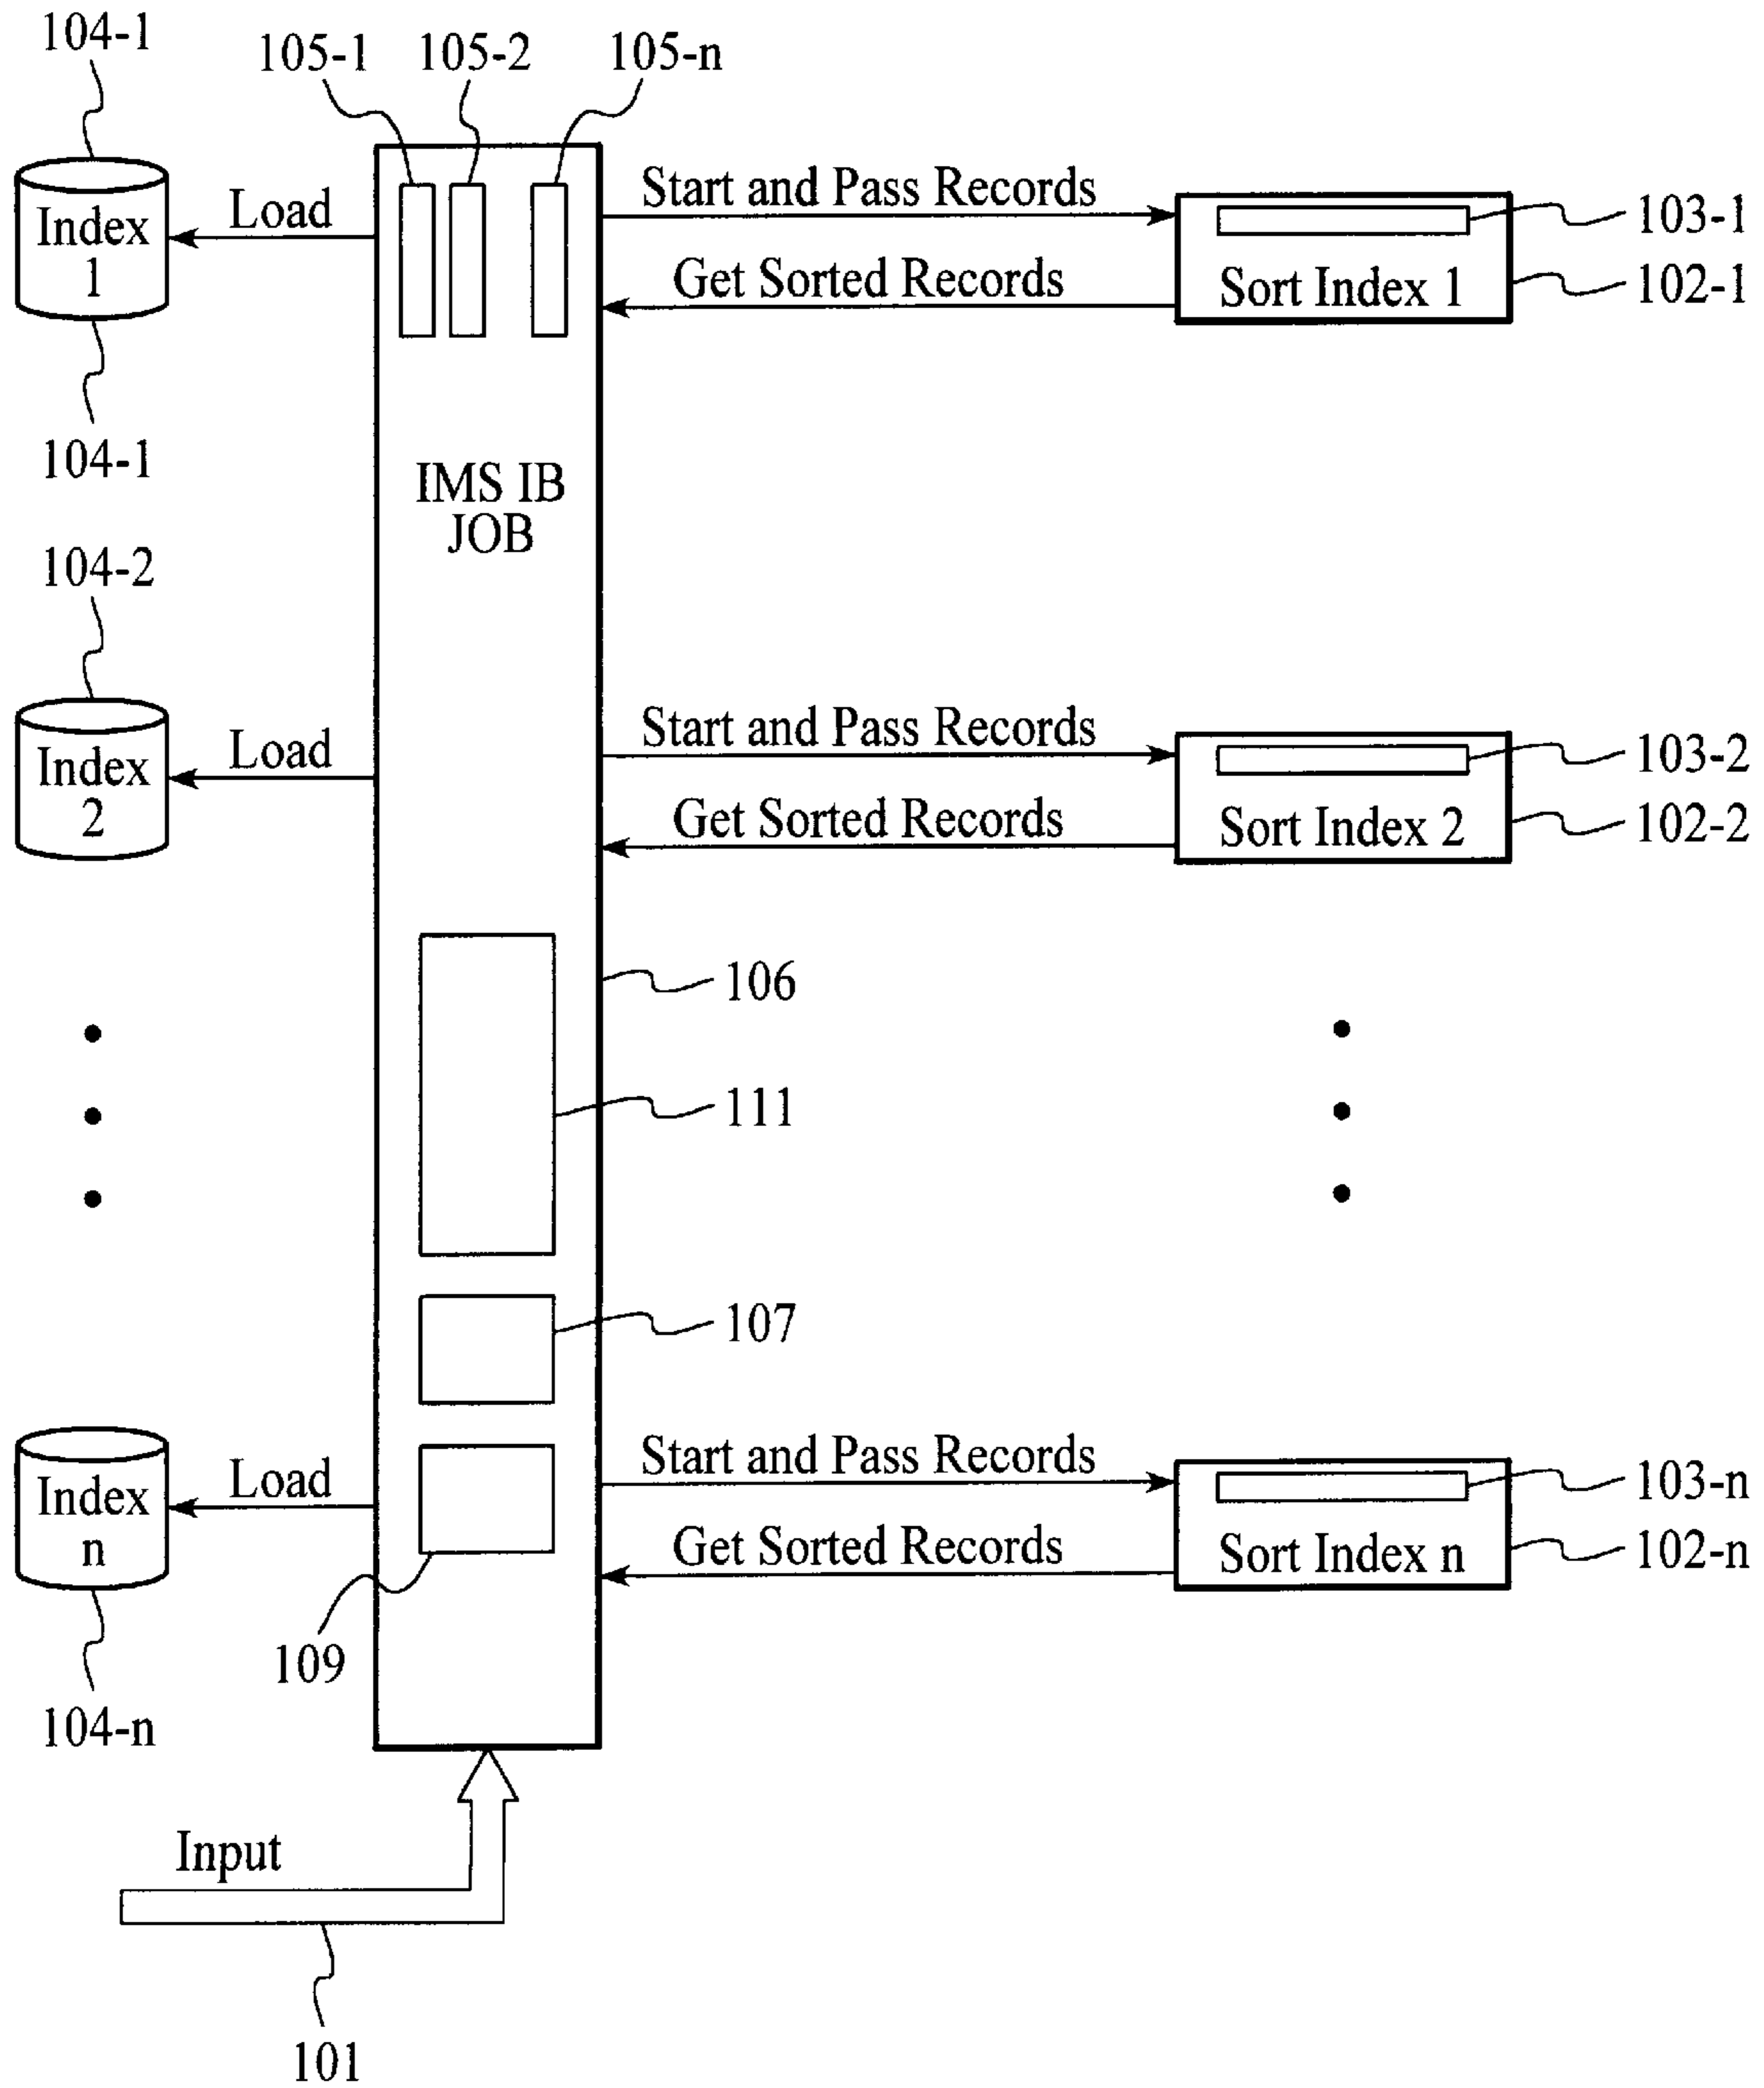 104-1
105-1 105-2 105-n
Load
Start and Pass Records
Index
1
103-1
Get Sorted Records
Sort Index 1
102-1
104-1
IMS IB
JOB
104-2
Load
Start and Pass Records
Index
2
103-2
Get Sorted Records
Sort Index 2
102-2
106
111
107
Load
Start and Pass Records
Index
n
103-n
Get Sorted Records
Sort Index n
102-n
109
104-n
Input
101